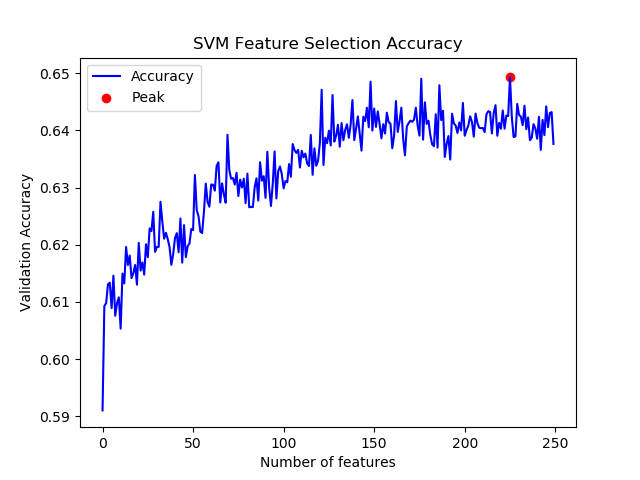 SVM Feature Selection Accuracy
Accuracy
Peak
0.65
0.64
0.63
0.62
0.61
0.60
0.59
Validation Accuracy
0 50 100 150 200 250
Number of features